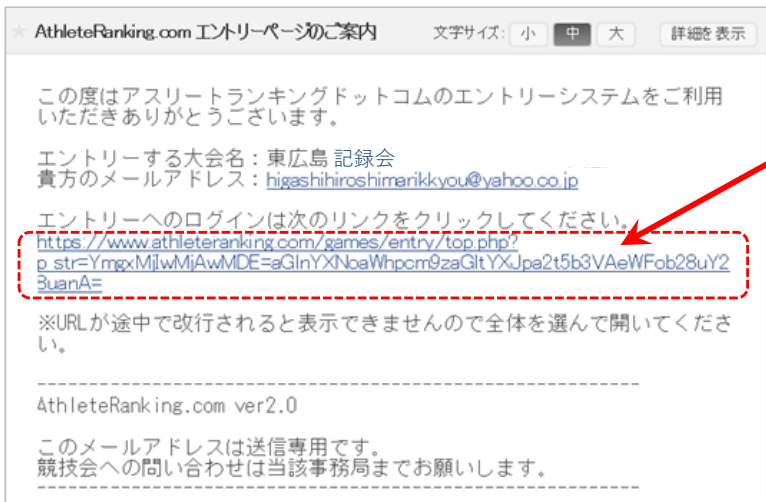 AthleteRanking.com エントリーページのご案内 文字サイズ: 小 中 大 詳細を表示
この度はアスリートランキングドットコムのエントリーシステムをご利用
いただきありがとうございます。
エントリーする大会名：東広島 記録会
貴方のメールアドレス：higashihiroshimarikkyou@yahoo.co.jp
エントリーへのログインは次のリンクをクリックしてください。
https://www.athleteranking.com/games/entry/top.php?
p_str=YmgxMjIwMjAwMDE=aGlnYXNoaWhpcm9zaGltYXJpa2t5b3VAeWFob28uY2
8uanA=
※URLが途中で改行されると表示できませんので全体を選んで開いてくださ
い。
------------------------------------------------------
AthleteRanking.com ver2.0
このメールアドレスは送信専用です。
競技会への問い合わせは当該事務局までお願いします。
------------------------------------------------------